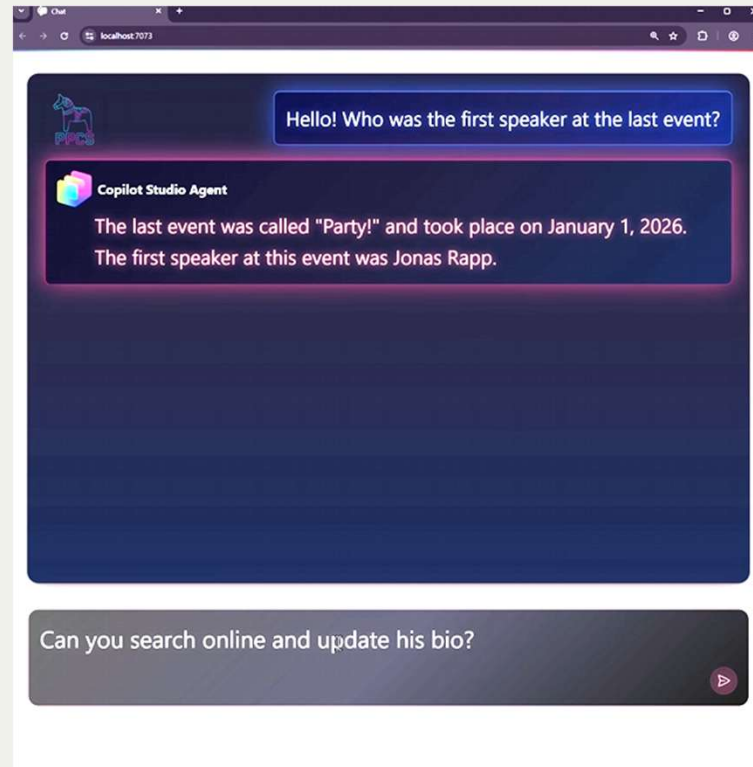 Chat
localhost:7073
PPCS
Hello! Who was the first speaker at the last event?
Copilot Studio Agent
The last event was called "Party!" and took place on January 1, 2026.
The first speaker at this event was Jonas Rapp.
Can you search online and update his bio?